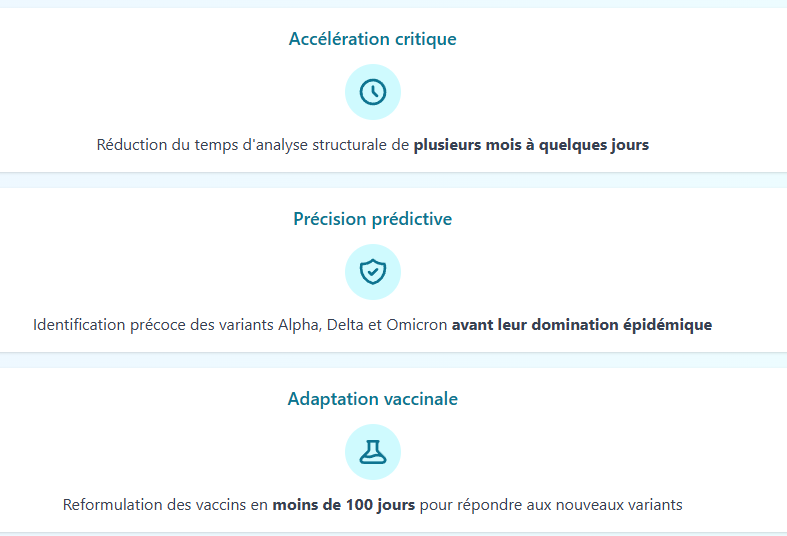 Accélération critique
Réduction du temps d'analyse structurale de plusieurs mois à quelques jours
Précision prédictive
Identification précoce des variants Alpha, Delta et Omicron avant leur domination épidémique
Adaptation vaccinale
Reformulation des vaccins en moins de 100 jours pour répondre aux nouveaux variants